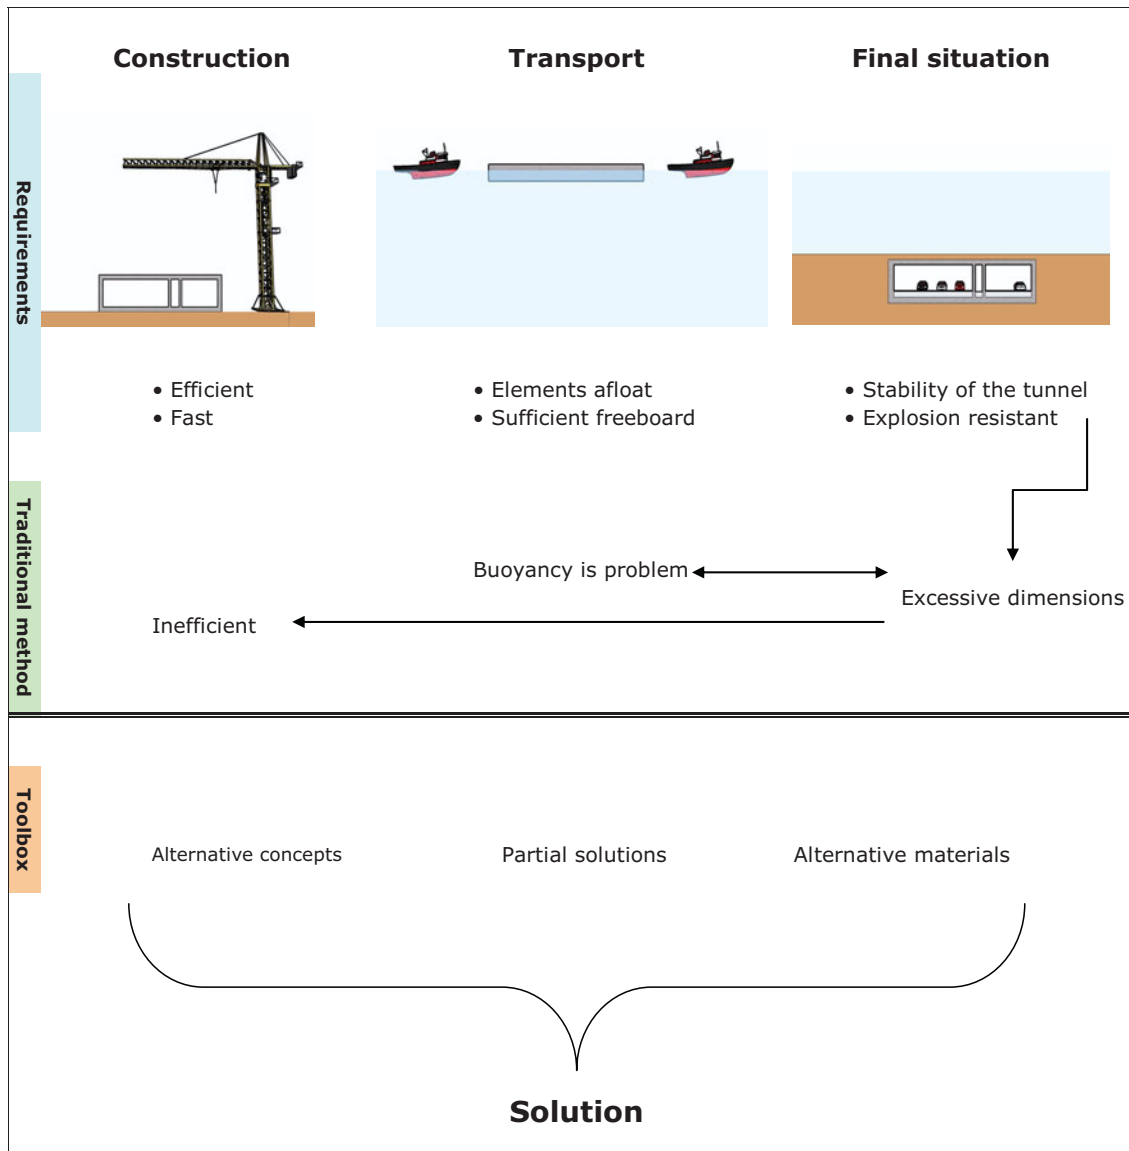 Construction
Transport
Final situation
Requirements
• Efficient
• Fast
• Elements afloat
• Sufficient freeboard
• Stability of the tunnel
• Explosion resistant
Traditional method
Buoyancy is problem
Excessive dimensions
Inefficient
Toolbox
Alternative concepts
Partial solutions
Alternative materials
Solution